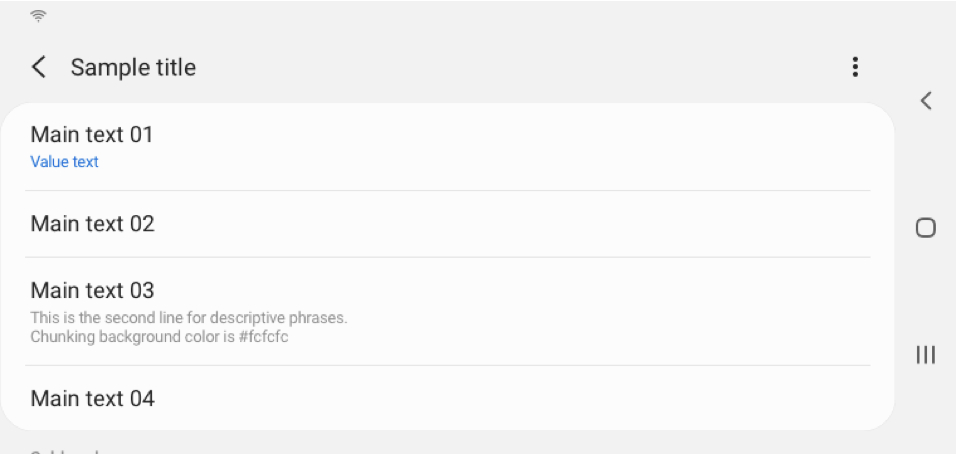 Sample title
Main text 01
Value text
Main text 02
Main text 03
This is the second line for descriptive phrases.
Chunking background color is #fcfcfc
Main text 04